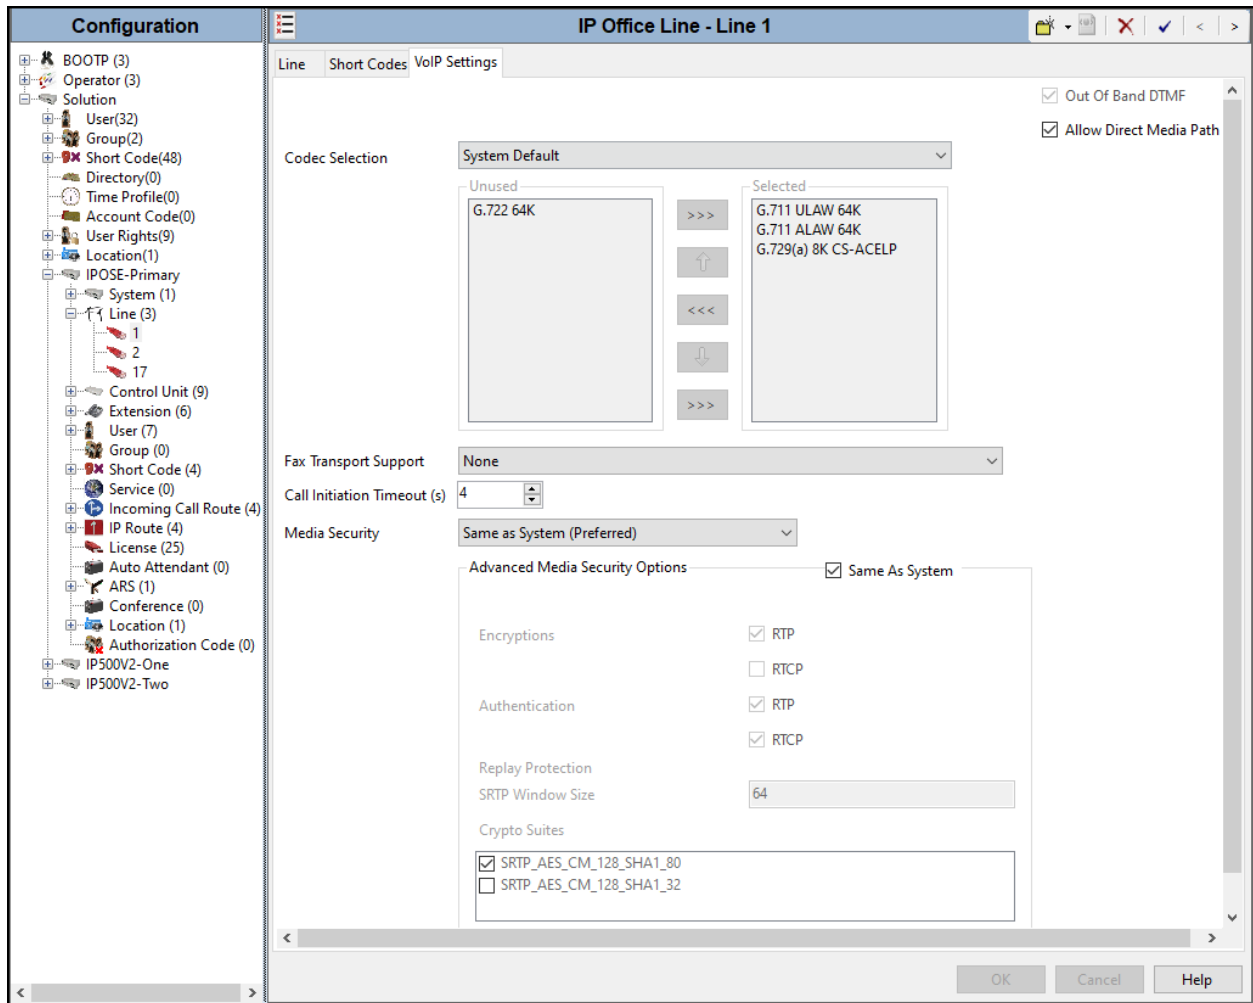 Configuration
BOOTP (3)
Operator (3)
Solution
User(32)
Group(2)
Short Code(48)
Directory(0)
Time Profile(0)
Account Code(0)
User Rights(9)
Location(1)
IPOSE-Primary
System (1)
Line (3)
1
2
17
Control Unit (9)
Extension (6)
User (7)
Group (0)
Short Code (4)
Service (0)
Incoming Call Route (4)
IP Route (4)
License (25)
Auto Attendant (0)
ARS (1)
Conference (0)
Location (1)
Authorization Code (0)
IP500V2-One
IP500V2-Two
IP Office Line - Line 1
Line Short Codes VoIP Settings
Out Of Band DTMF
Allow Direct Media Path
Codec Selection System Default
Unused Selected
G.722 64K >>> G.711 ULAW 64K
G.711 ALAW 64K
G.729(a) 8K CS-ACELP
<<<
>>>
Fax Transport Support None
Call Initiation Timeout (s) 4
Media Security Same as System (Preferred)
Advanced Media Security Options Same As System
Encryptions RTP
RTCP
Authentication RTP
RTCP
Replay Protection
SRTP Window Size 64
Crypto Suites
SRTP_AES_CM_128_SHA1_80
SRTP_AES_CM_128_SHA1_32
OK Cancel Help